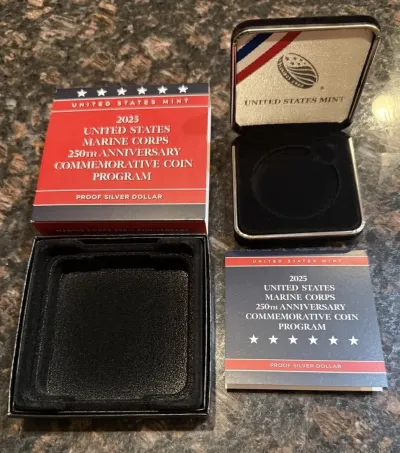 UNITED STATES MINT
2025
UNITED STATES
MARINE CORPS
250TH ANNIVERSARY
COMMEMORATIVE COIN
PROGRAM
PROOF SILVER DOLLAR
UNITED STATES MINT
UNITED STATES MINT
2025
UNITED STATES
MARINE CORPS
250TH ANNIVERSARY
COMMEMORATIVE COIN
PROGRAM
PROOF SILVER DOLLAR